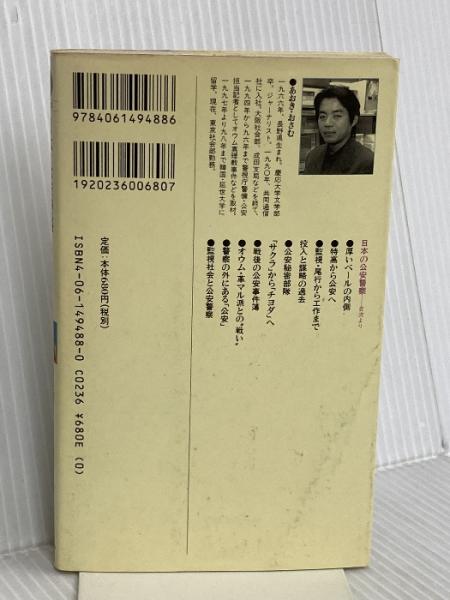 9784061494886
1920236006807
ISBN4-06-149488-0 C0236 ¥680E (0)
定価:本体680円(税別)
●あおき・おさむ
一九六六年、長野県生まれ。慶応大学文学部
卒。ジャーナリスト。一九九〇年、共同通信
社に入社。大阪社会部、成田支局などを経て、
一九九四年から九六年まで警視庁警備・公安
担当記者としてオウム真理教事件などを取材。
一九九七年より九八年まで韓国・延世大学に
留学。現在、東京社会部勤務。
日本の公安警察――目次より
●厚いベールの内側
●特高から公安へ
●監視・尾行から工作まで
投入と謀略の過去
●公安秘密部隊
「サクラ」から「チヨダ」へ
●戦後の公安事件簿
●オウム・革マル派との“戦い”
●警察の外にある「公安」
●監視社会と公安警察